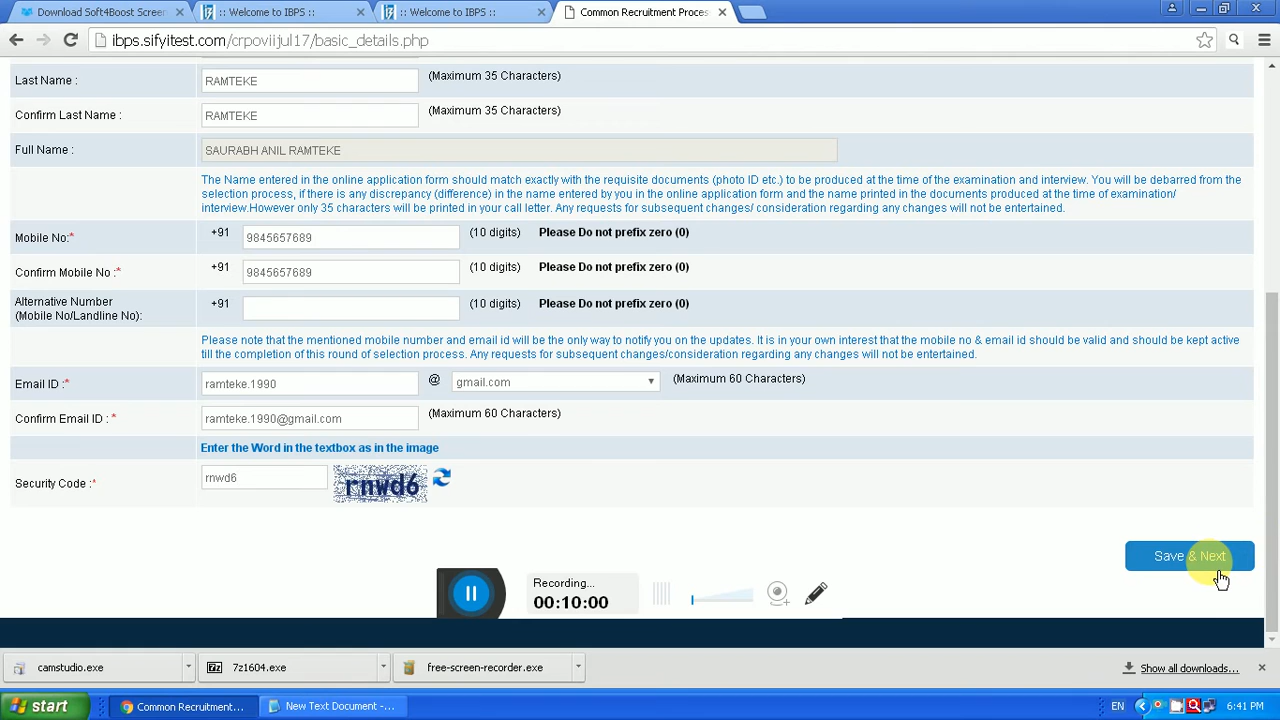 Download Soft4Boost Screen
:: Welcome to IBPS ::
:: Welcome to IBPS ::
Common Recruitment Proces
ibps.sifyitest.com/crpoviijul17/basic_details.php
Last Name :
RAMTEKE
(Maximum 35 Characters)
Confirm Last Name :
RAMTEKE
(Maximum 35 Characters)
Full Name :
SAURABH ANIL RAMTEKE
The Name entered in the online application form should match exactly with the requisite documents (photo ID etc.) to be produced at the time of the examination and interview. You will be debarred from the
selection process, if there is any discrepancy (difference) in the name entered by you in the online application form and the name printed in the documents produced at the time of examination/
interview.However only 35 characters will be printed in your call letter. Any requests for subsequent changes/ consideration regarding any changes will not be entertained.
Mobile No:*
+91
9845657689
(10 digits)
Please Do not prefix zero (0)
Confirm Mobile No :*
+91
9845657689
(10 digits)
Please Do not prefix zero (0)
Alternative Number
(Mobile No/Landline No):
+91
(10 digits)
Please Do not prefix zero (0)
Please note that the mentioned mobile number and email id will be the only way to notify you on the updates. It is in your own interest that the mobile no & email id should be valid and should be kept active
till the completion of this round of selection process. Any requests for subsequent changes/consideration regarding any changes will not be entertained.
Email ID :*
ramteke.1990
@
gmail.com
(Maximum 60 Characters)
Confirm Email ID : *
ramteke.1990@gmail.com
(Maximum 60 Characters)
Enter the Word in the textbox as in the image
Security Code :*
rnwd6
rnwd6
Save & Next
Recording...
00:10:00
camstudio.exe
7z1604.exe
free-screen-recorder.exe
Show all downloads...
start
Common Recruitment...
New Text Document -...
EN
6:41 PM